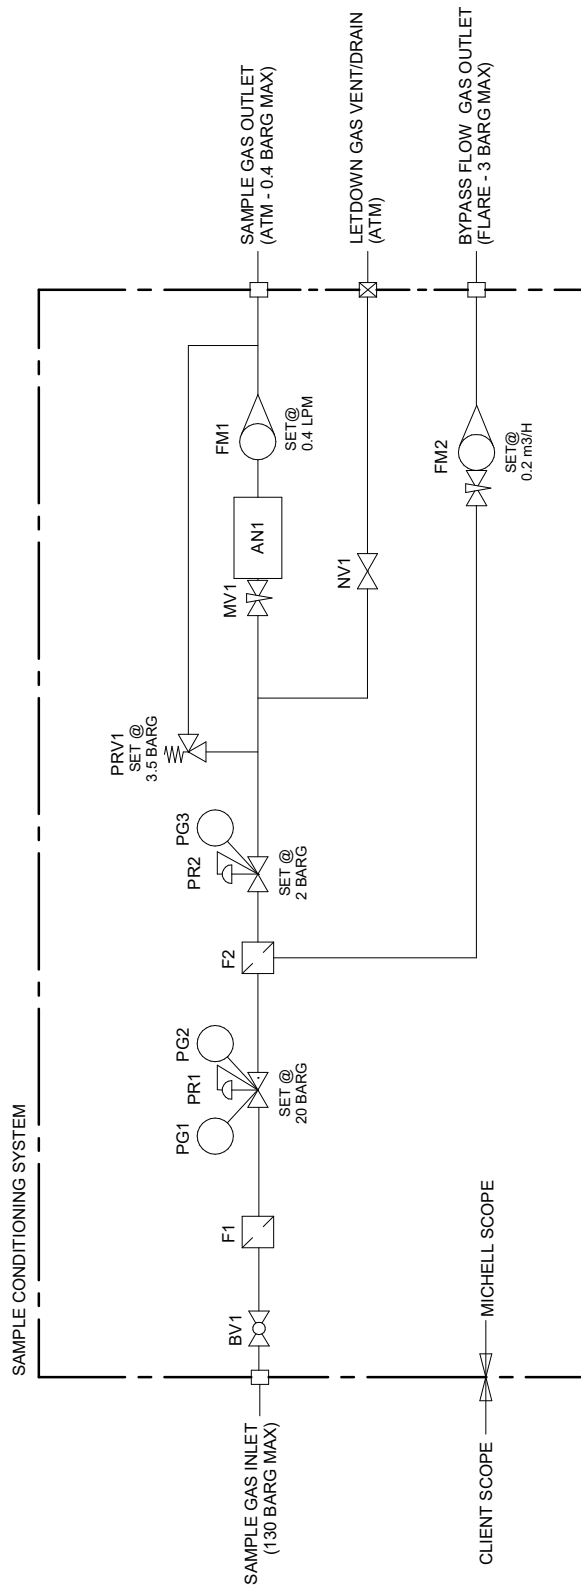 SAMPLE CONDITIONING SYSTEM
SAMPLE GAS INLET
(130 BARG MAX)
BV1
F1
PG1
PR1
PG2
SET @
20 BARG
F2
PR2
PG3
SET @
2 BARG
PRV1
SET @
3.5 BARG
MV1
AN1
FM1
SET@
0.4 LPM
SAMPLE GAS OUTLET
(ATM - 0.4 BARG MAX)
NV1
LETDOWN GAS VENT/DRAIN
(ATM)
FM2
SET@
0.2 m3/H
BYPASS FLOW GAS OUTLET
(FLARE - 3 BARG MAX)
CLIENT SCOPE
MICHELL SCOPE